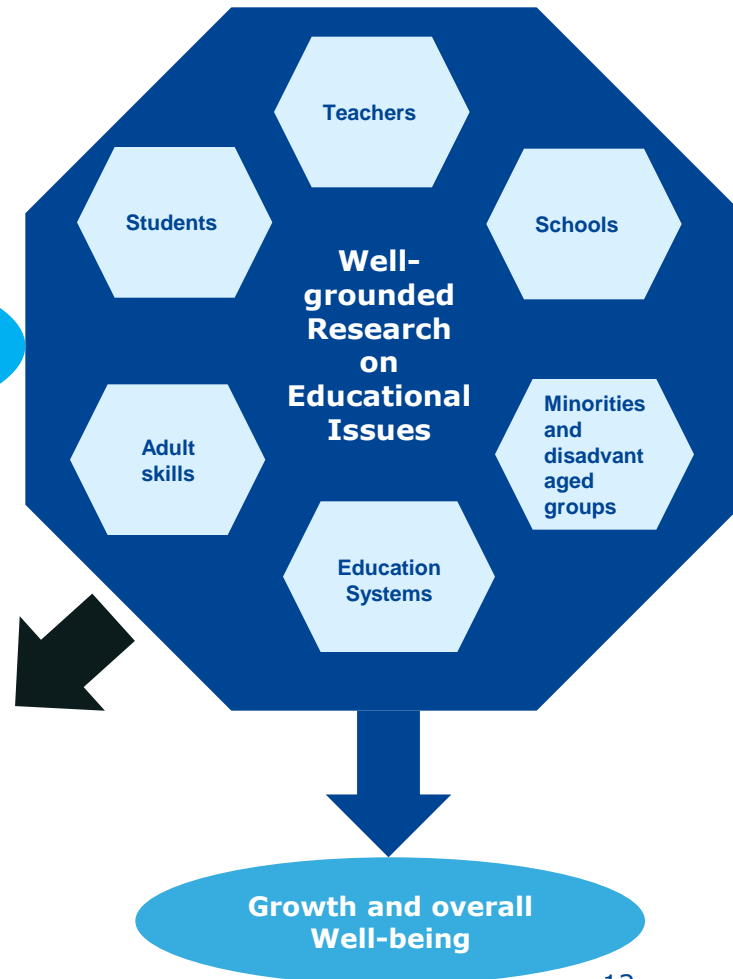 Teachers
Students
Schools
Well-
grounded
Research
on
Educational
Issues
Adult
skills
Minorities
and
disadvant
aged
groups
Education
Systems
Growth and overall
Well-being